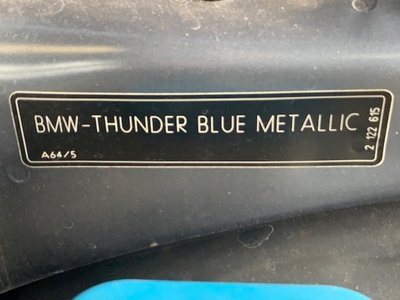 BMW-THUNDER BLUE METALLIC
A64/5
2 122 615